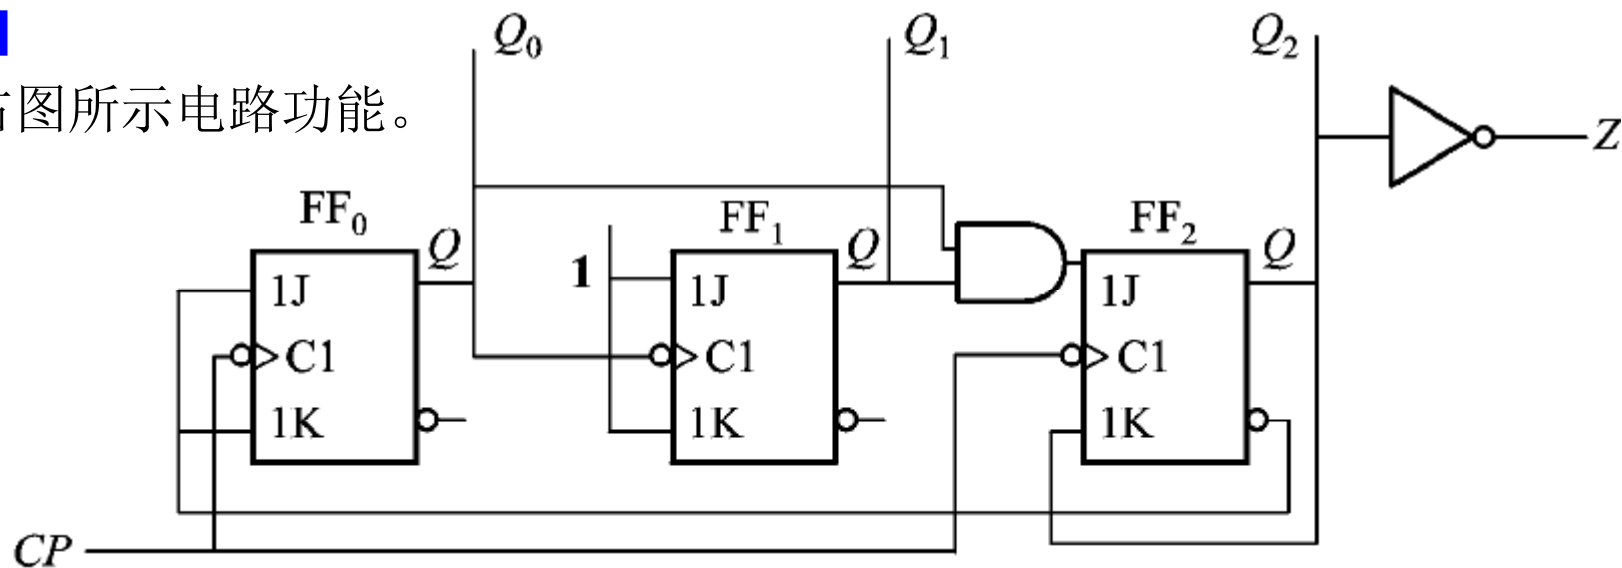 Q₀ Q₁ Q₂
图所示电路功能。
Z
FF₀ Q FF₁ Q FF₂ Q
1
1J 1J 1J
C1 C1 C1
1K 1K 1K
CP